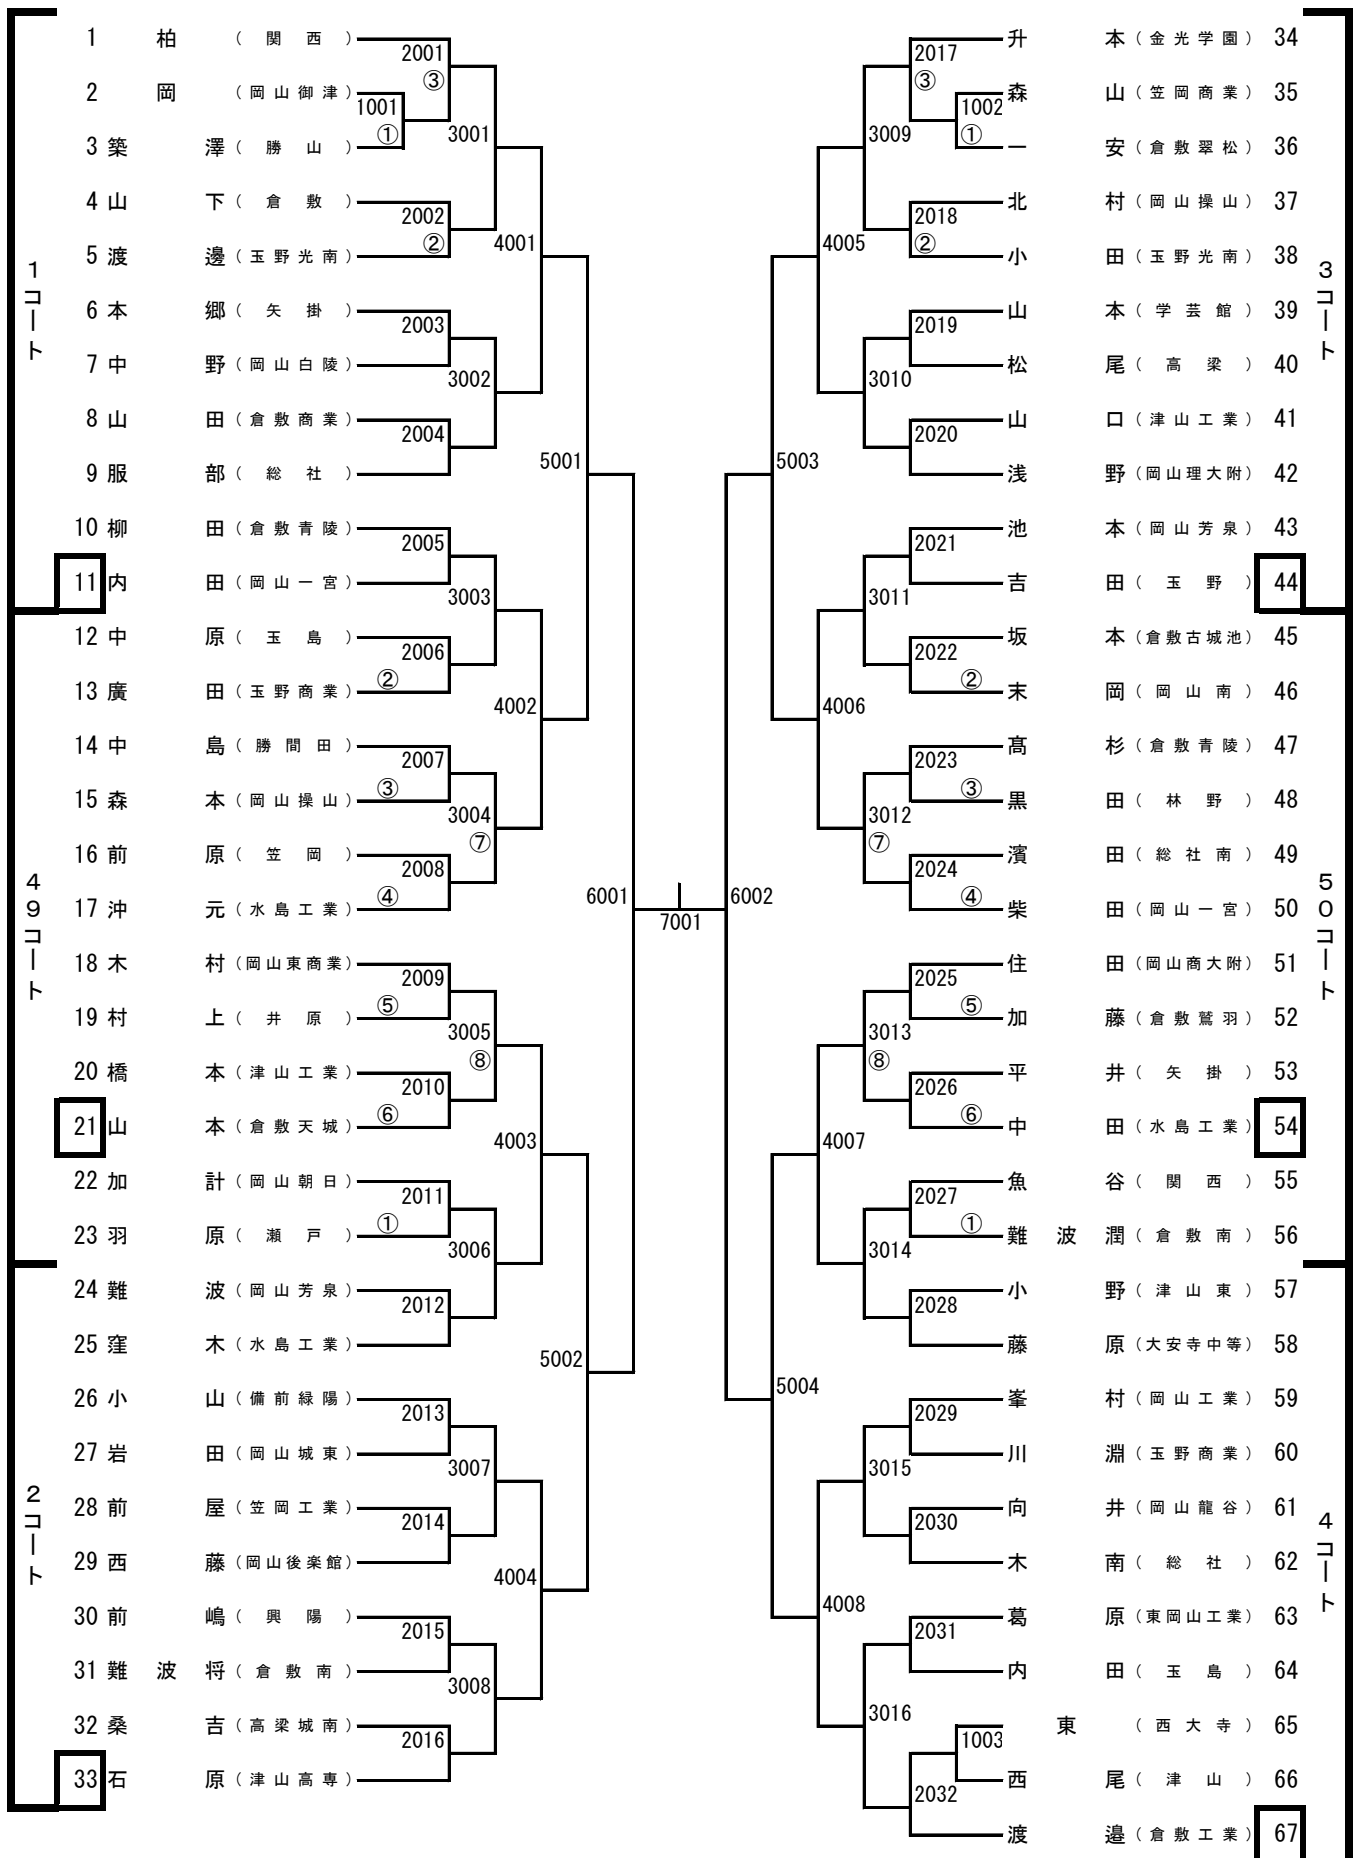 1 柏 (関西)
2001
③
2 岡 (岡山御津)
1001
①
3001
3 築澤 (勝山)
4 山下 (倉敷)
2002
②
4001
5 渡邊 (玉野光南)
1コート
6 本郷 (矢掛)
2003
7 中野 (岡山白陵)
3002
8 山田 (倉敷商業)
2004
5001
9 服部 (総社)
10 柳田 (倉敷青陵)
2005
11 内田 (岡山一宮)
3003
12 中原 (玉島)
2006
②
13 廣田 (玉野商業)
4002
14 中島 (勝間田)
2007
③
15 森本 (岡山操山)
3004
⑦
16 前原 (笠岡)
2008
④
17 沖元 (水島工業)
49コート
6001
18 木村 (岡山東商業)
2009
⑤
19 村上 (井原)
3005
⑧
20 橋本 (津山工業)
2010
⑥
21 山本 (倉敷天城)
4003
22 加計 (岡山朝日)
2011
①
23 羽原 (瀬戸)
3006
24 難波 (岡山芳泉)
2012
25 窪木 (水島工業)
5002
26 小山 (備前緑陽)
2013
27 岩田 (岡山城東)
3007
2コート
28 前屋 (笠岡工業)
2014
29 西藤 (岡山後楽館)
4004
30 前嶋 (興陽)
2015
31 難波将 (倉敷南)
3008
32 桑吉 (高梁城南)
2016
33 石原 (津山高専)
7001
升本 (金光学園) 34
2017
③
森山 (笠岡商業) 35
1002
①
3009
一安 (倉敷翠松) 36
北村 (岡山操山) 37
2018
②
4005
小田 (玉野光南) 38
3コート
山本 (学芸館) 39
2019
松尾 (高梁) 40
3010
山口 (津山工業) 41
2020
5003
浅野 (岡山理大附) 42
池本 (岡山芳泉) 43
2021
吉田 (玉野) 44
3011
坂本 (倉敷古城池) 45
2022
②
末岡 (岡山南) 46
4006
髙杉 (倉敷青陵) 47
2023
③
黒田 (林野) 48
3012
⑦
濱田 (総社南) 49
2024
④
柴田 (岡山一宮) 50
50コート
6002
住田 (岡山商大附) 51
2025
⑤
加藤 (倉敷鷲羽) 52
3013
⑧
平井 (矢掛) 53
2026
⑥
中田 (水島工業) 54
4007
魚谷 (関西) 55
2027
①
難波潤 (倉敷南) 56
3014
小野 (津山東) 57
2028
藤原 (大安寺中等) 58
5004
峯村 (岡山工業) 59
2029
川淵 (玉野商業) 60
3015
4コート
向井 (岡山龍谷) 61
2030
木南 (総社) 62
4008
葛原 (東岡山工業) 63
2031
内田 (玉島) 64
3016
東 (西大寺) 65
1003
西尾 (津山) 66
2032
渡邉 (倉敷工業) 67